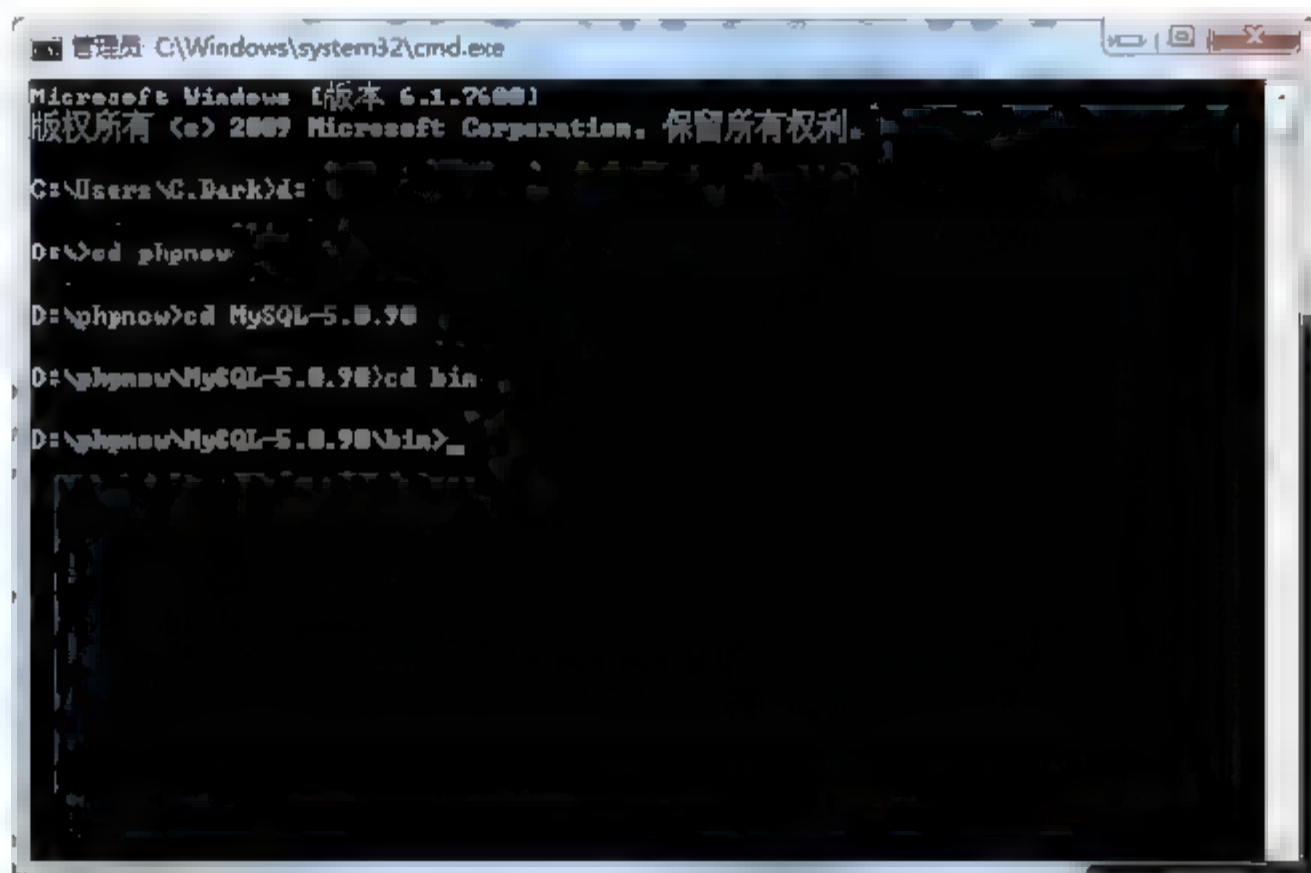 管理员: C:\Windows\system32\cmd.exe
Microsoft Windows [版本 6.1.7600]
版权所有 (c) 2009 Microsoft Corporation。保留所有权利。
C:\Users\C.Dark>d:
D:\>cd phpnow
D:\phpnow>cd MySQL-5.0.90
D:\phpnow\MySQL-5.0.90>cd bin
D:\phpnow\MySQL-5.0.90\bin>_